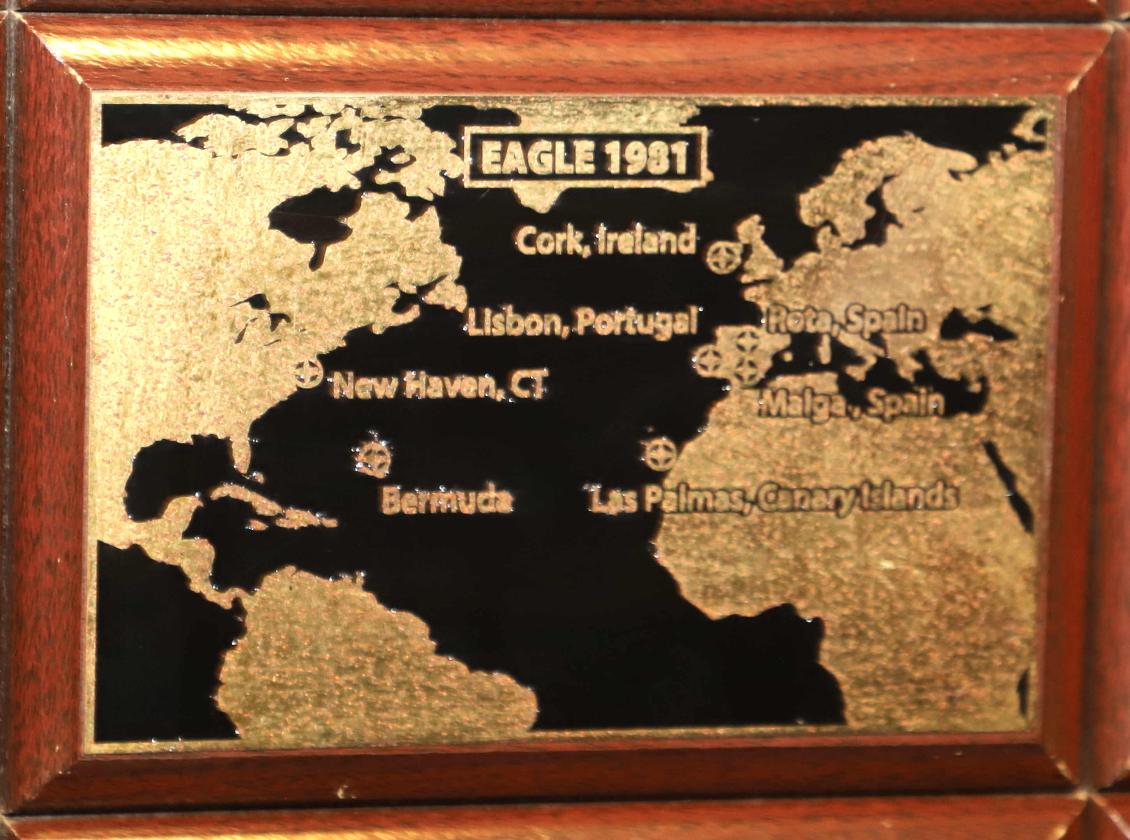 EAGLE 1981
Cork, Ireland
Lisbon, Portugal
Rota, Spain
New Haven, CT
Malga, Spain
Bermuda
Las Palmas, Canary Islands